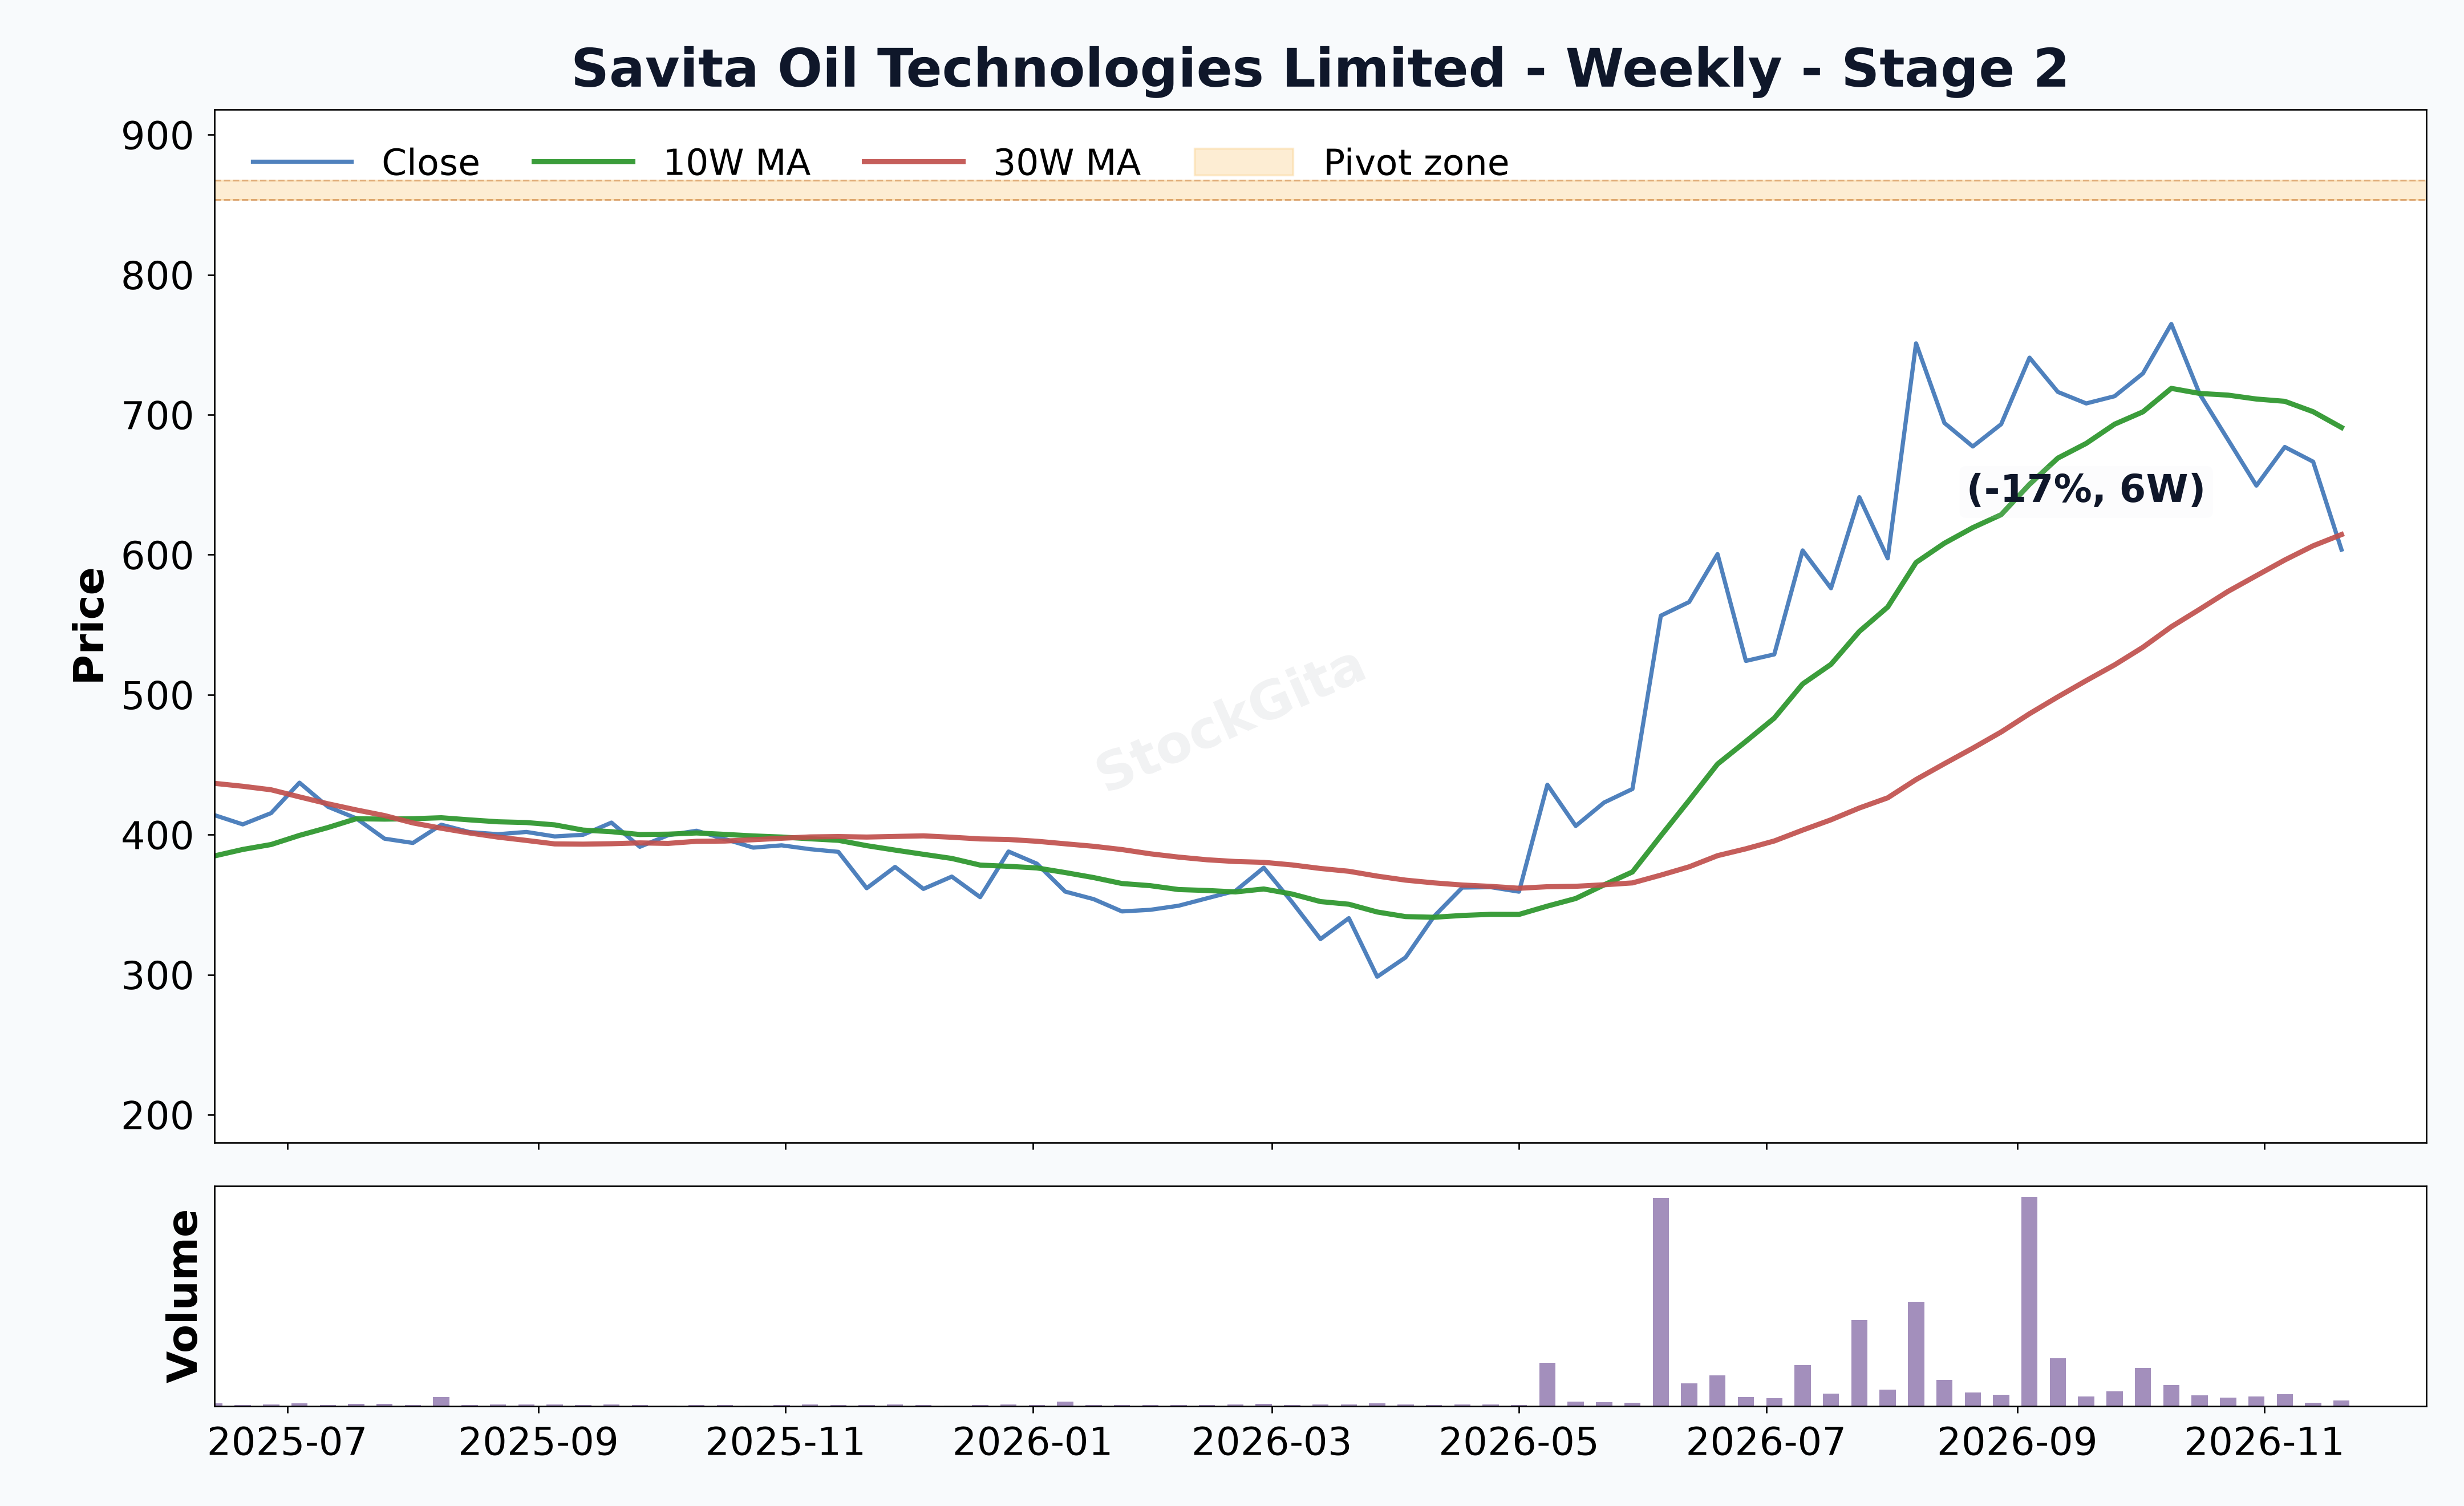 Savita Oil Technologies Limited - Weekly - Stage 2
Close 10W MA 30W MA Pivot zone
900
800
700
600
500
400
300
200
Price
(-17%, 6W)
StockGita
Volume
2025-07 2025-09 2025-11 2026-01 2026-03 2026-05 2026-07 2026-09 2026-11